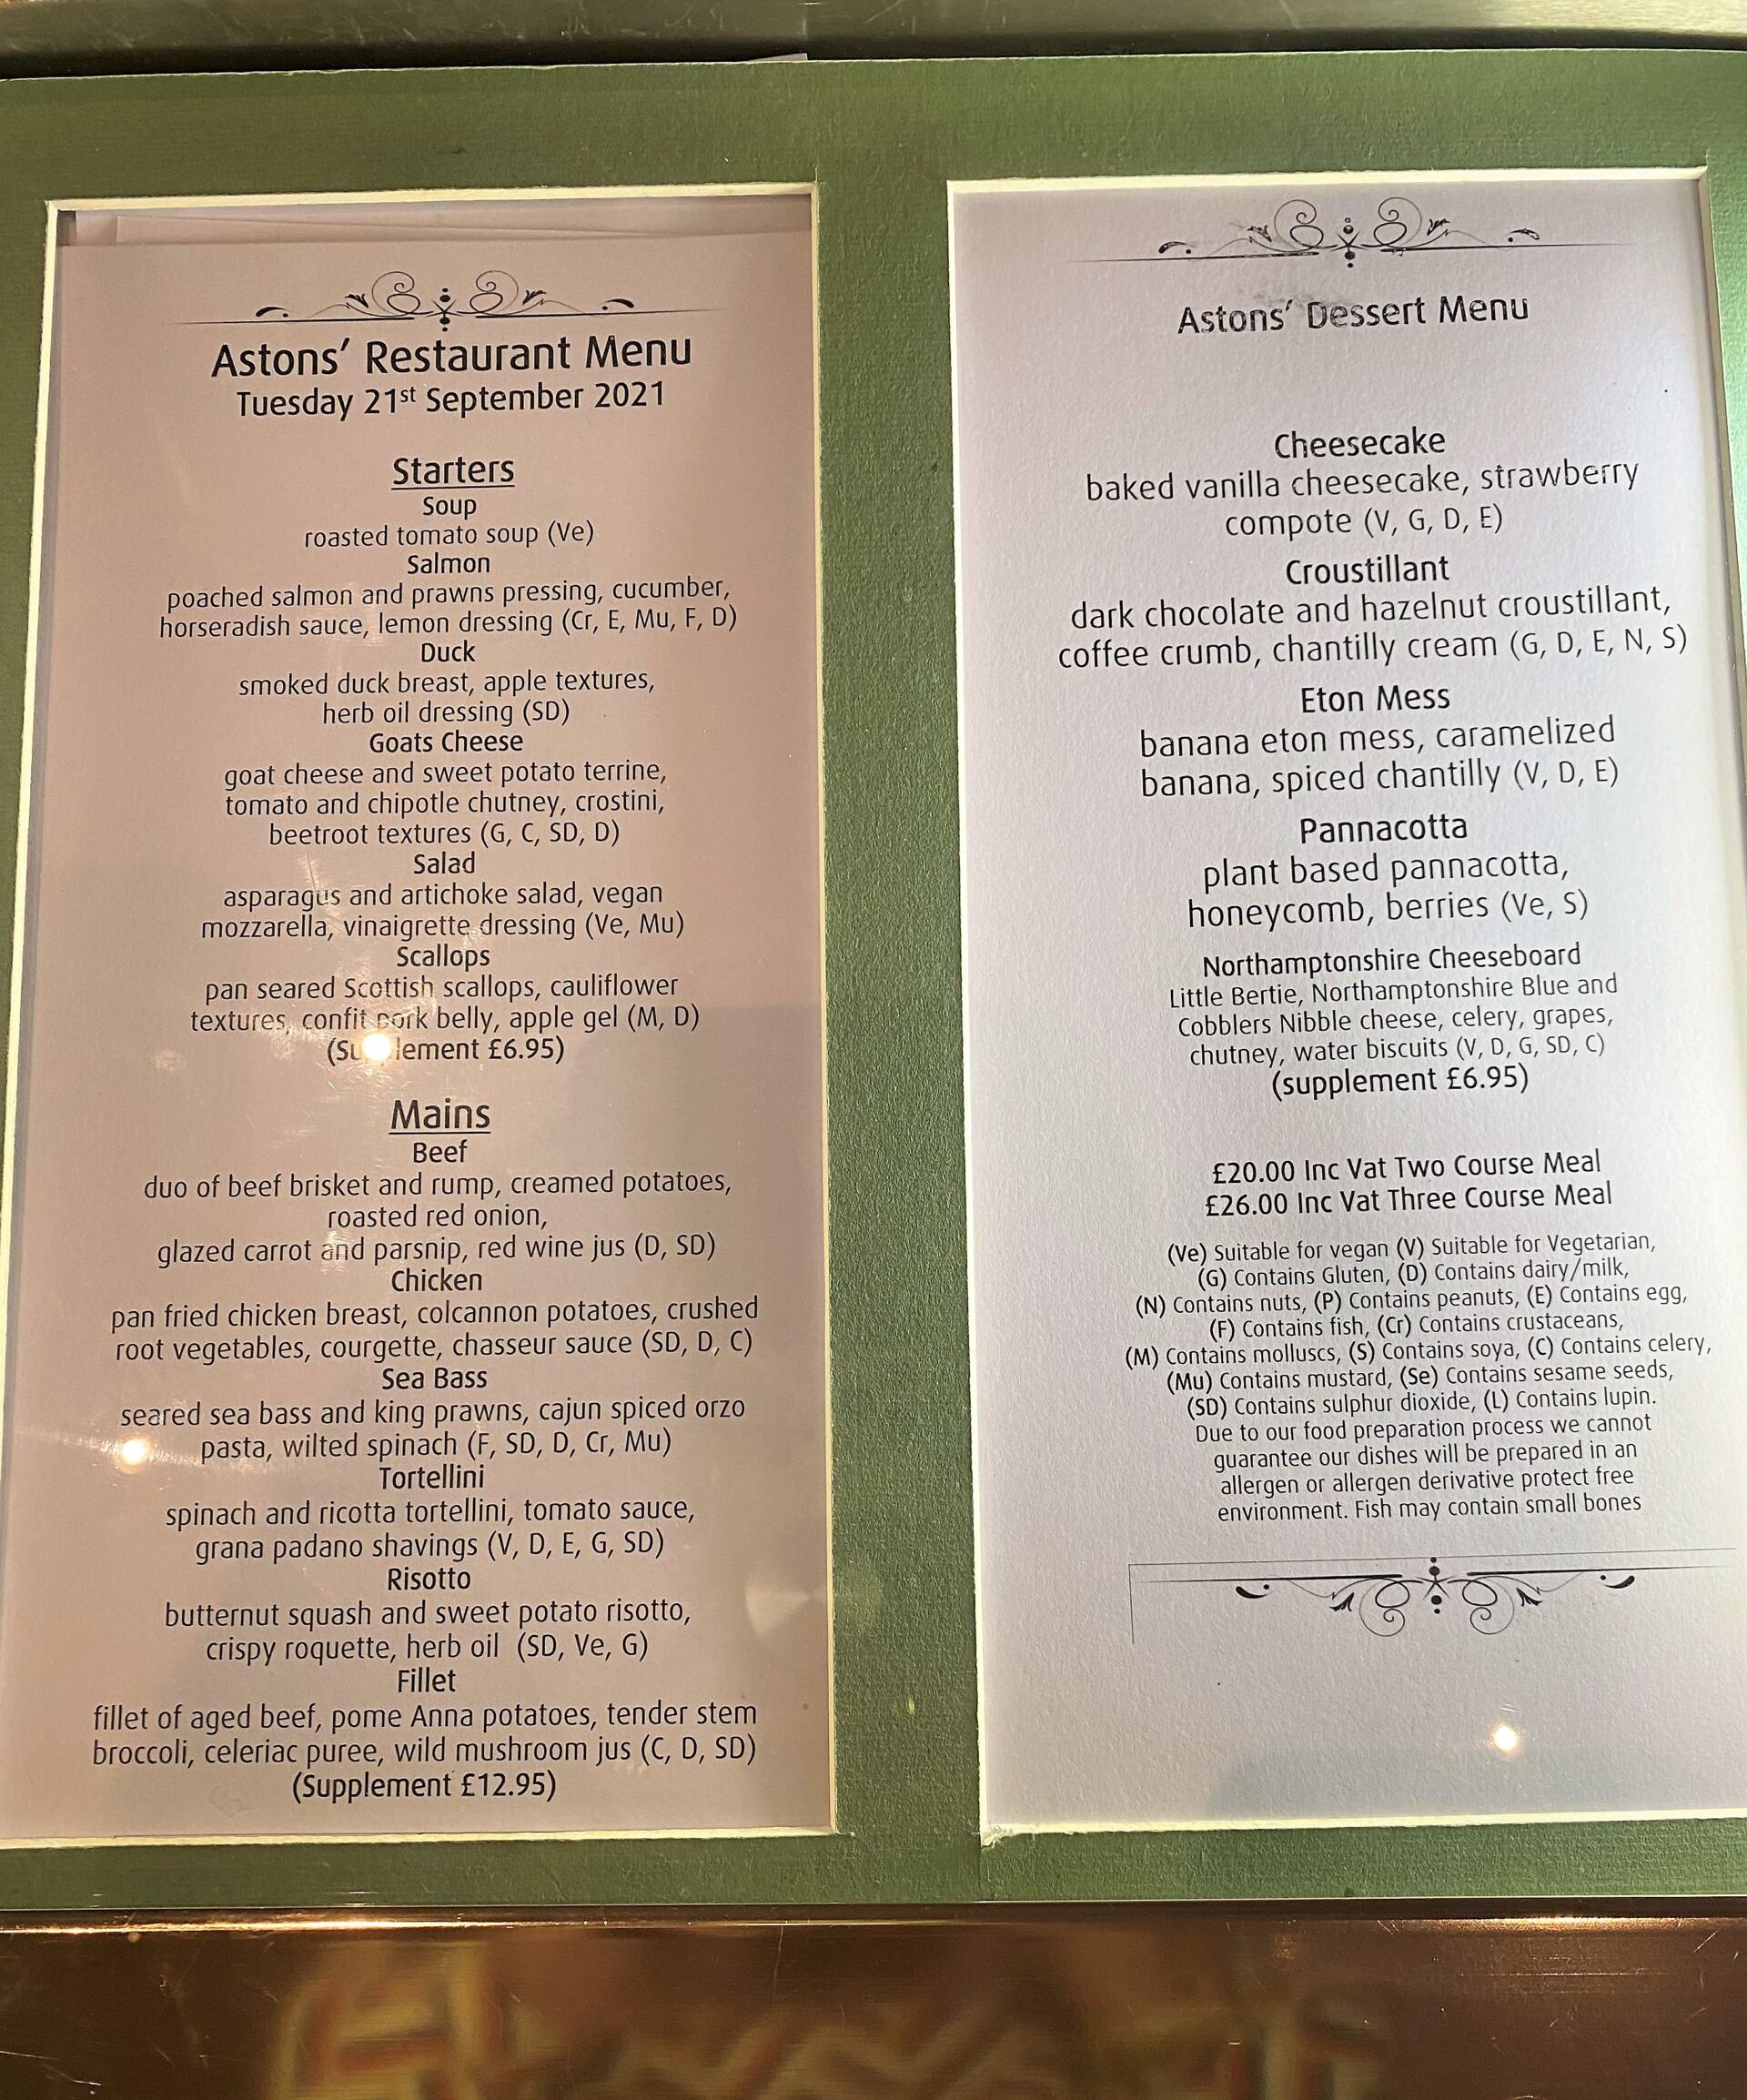 Astons' Restaurant Menu
Tuesday 21st September 2021
Starters
Soup
roasted tomato soup (Ve)
Salmon
poached salmon and prawns pressing, cucumber,
horseradish sauce, lemon dressing (Cr, E, Mu, F, D)
Duck
smoked duck breast, apple textures,
herb oil dressing (SD)
Goats Cheese
goat cheese and sweet potato terrine,
tomato and chipotle chutney, crostini,
beetroot textures (G, C, SD, D)
Salad
asparagus and artichoke salad, vegan
mozzarella, vinaigrette dressing (Ve, Mu)
Scallops
pan seared Scottish scallops, cauliflower
textures, confit pork belly, apple gel (M, D)
(Supplement £6.95)
Mains
Beef
duo of beef brisket and rump, creamed potatoes,
roasted red onion,
glazed carrot and parsnip, red wine jus (D, SD)
Chicken
pan fried chicken breast, colcannon potatoes, crushed
root vegetables, courgette, chasseur sauce (SD, D, C)
Sea Bass
seared sea bass and king prawns, cajun spiced orzo
pasta, wilted spinach (F, SD, D, Cr, Mu)
Tortellini
spinach and ricotta tortellini, tomato sauce,
grana padano shavings (V, D, E, G, SD)
Risotto
butternut squash and sweet potato risotto,
crispy roquette, herb oil (SD, Ve, G)
Fillet
fillet of aged beef, pome Anna potatoes, tender stem
broccoli, celeriac puree, wild mushroom jus (C, D, SD)
(Supplement £12.95)
Astons' Dessert Menu
Cheesecake
baked vanilla cheesecake, strawberry
compote (V, G, D, E)
Croustillant
dark chocolate and hazelnut croustillant,
coffee crumb, chantilly cream (G, D, E, N, S)
Eton Mess
banana eton mess, caramelized
banana, spiced chantilly (V, D, E)
Pannacotta
plant based pannacotta,
honeycomb, berries (Ve, S)
Northamptonshire Cheeseboard
Little Bertie, Northamptonshire Blue and
Cobblers Nibble cheese, celery, grapes,
chutney, water biscuits (V, D, G, SD, C)
(supplement £6.95)
£20.00 Inc Vat Two Course Meal
£26.00 Inc Vat Three Course Meal
(Ve) Suitable for vegan (V) Suitable for Vegetarian,
(G) Contains Gluten, (D) Contains dairy/milk,
(N) Contains nuts, (P) Contains peanuts, (E) Contains egg,
(F) Contains fish, (Cr) Contains crustaceans,
(M) Contains molluscs, (S) Contains soya, (C) Contains celery,
(Mu) Contains mustard, (Se) Contains sesame seeds,
(SD) Contains sulphur dioxide, (L) Contains lupin.
Due to our food preparation process we cannot
guarantee our dishes will be prepared in an
allergen or allergen derivative protect free
environment. Fish may contain small bones